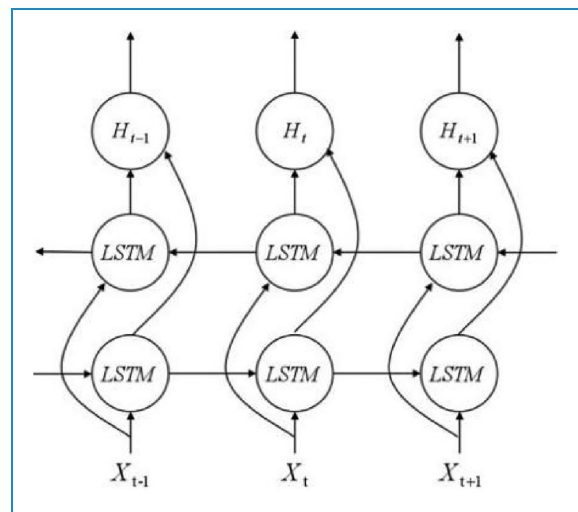 H_{t-1} H_t H_{t+1}
LSTM LSTM LSTM
LSTM LSTM LSTM
X_{t-1} X_t X_{t+1}